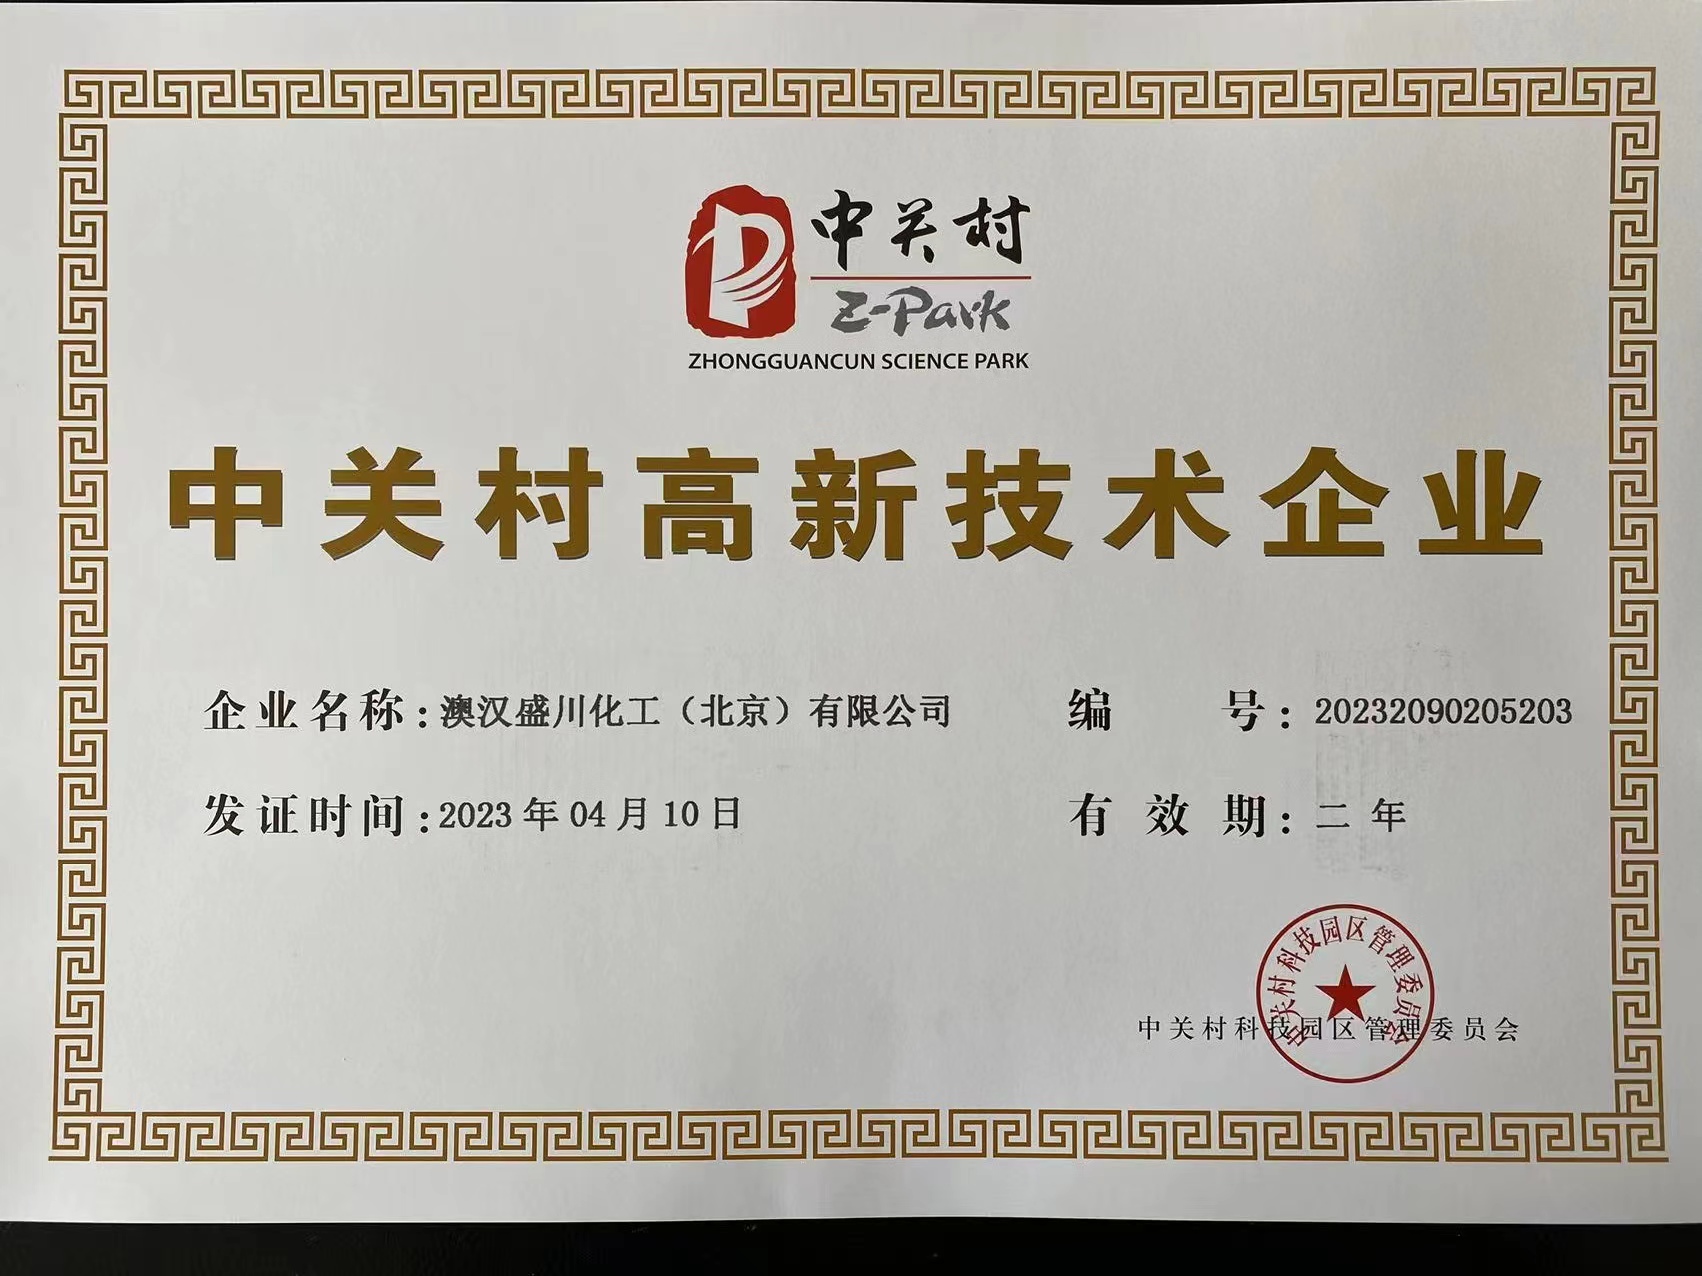 中关村
Z-Park
ZHONGGUANCUN SCIENCE PARK
中关村高新技术企业
企业名称:澳汉盛川化工（北京）有限公司 编 号: 20232090205203
发证时间:2023年04月10日 有 效 期: 二 年
中关村科技园区管理委员会
中关村科技园区管理委员会